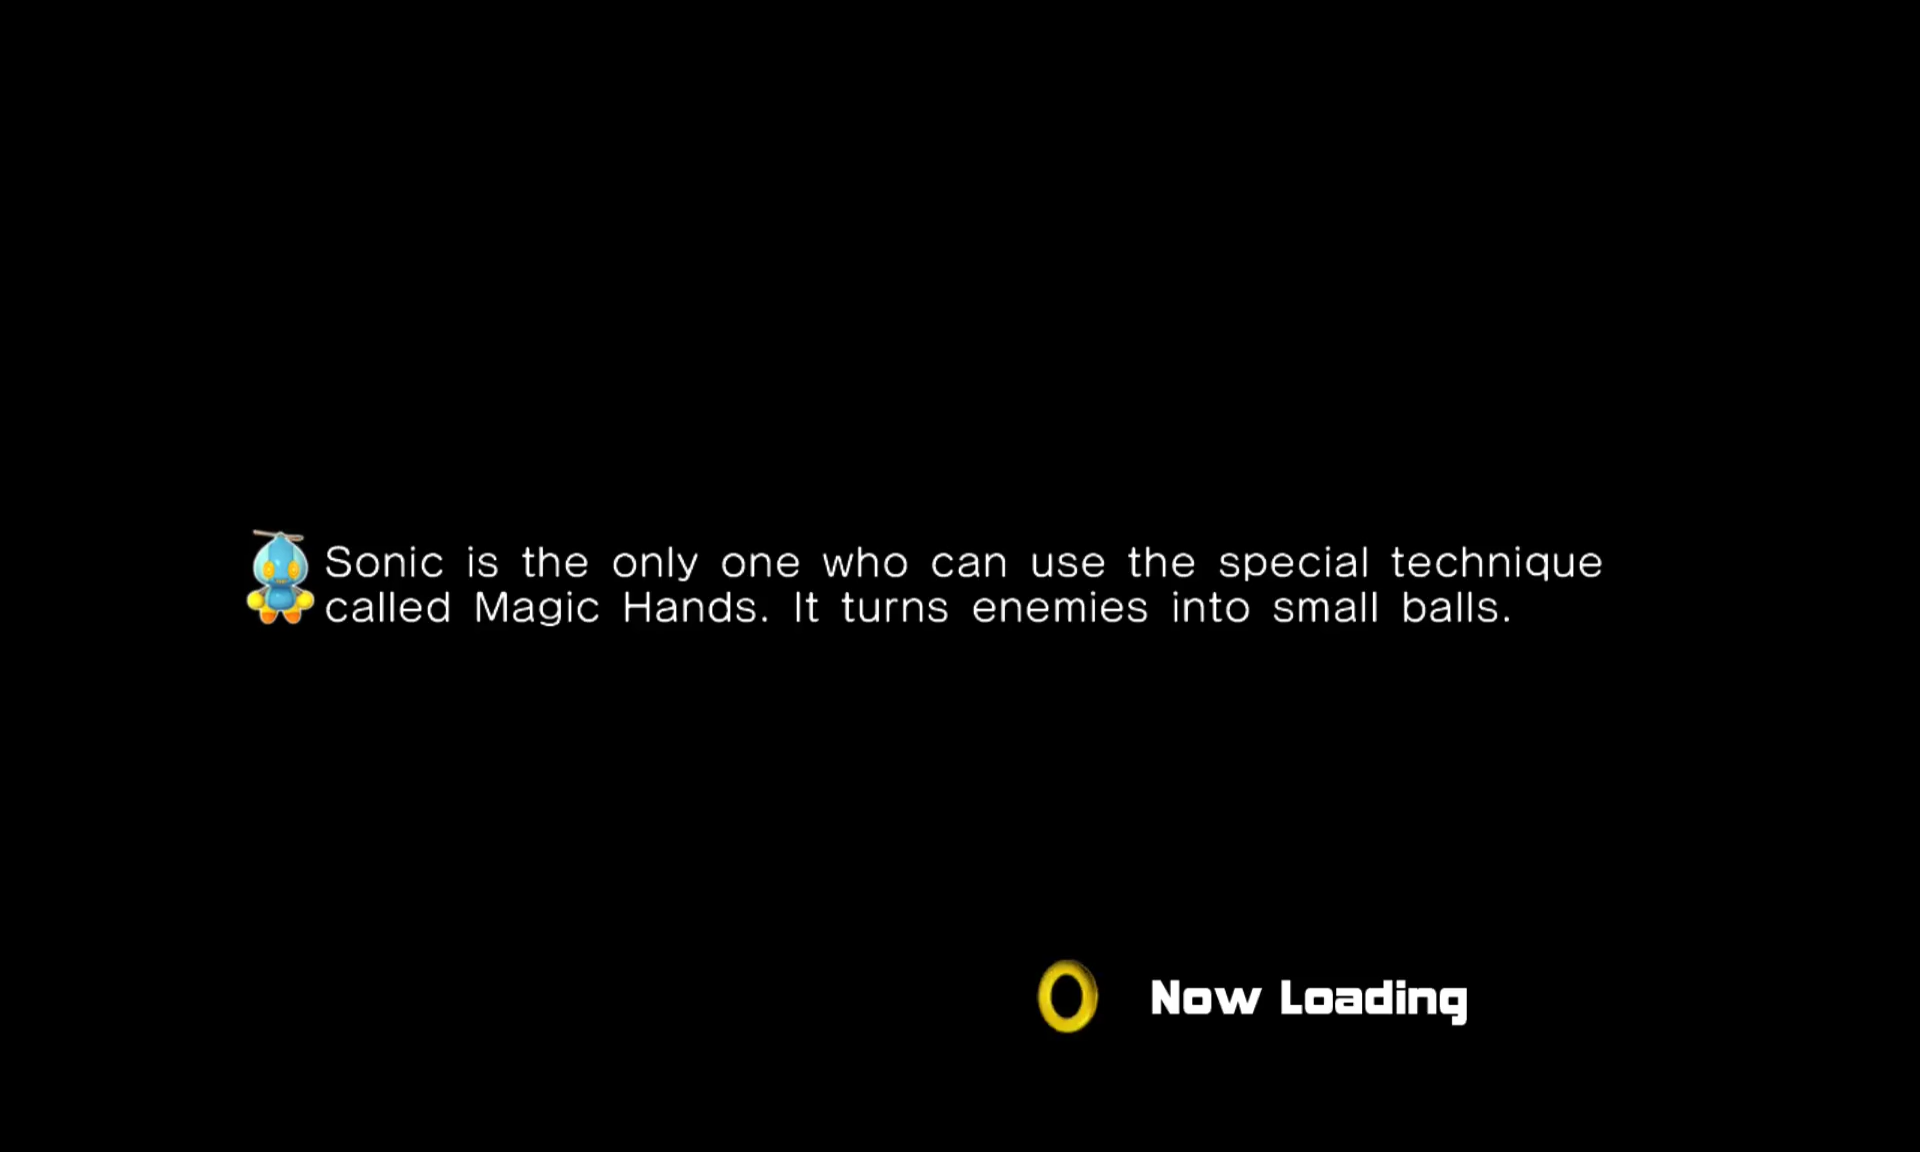 Sonic is the only one who can use the special technique
called Magic Hands. It turns enemies into small balls.
Now Loading